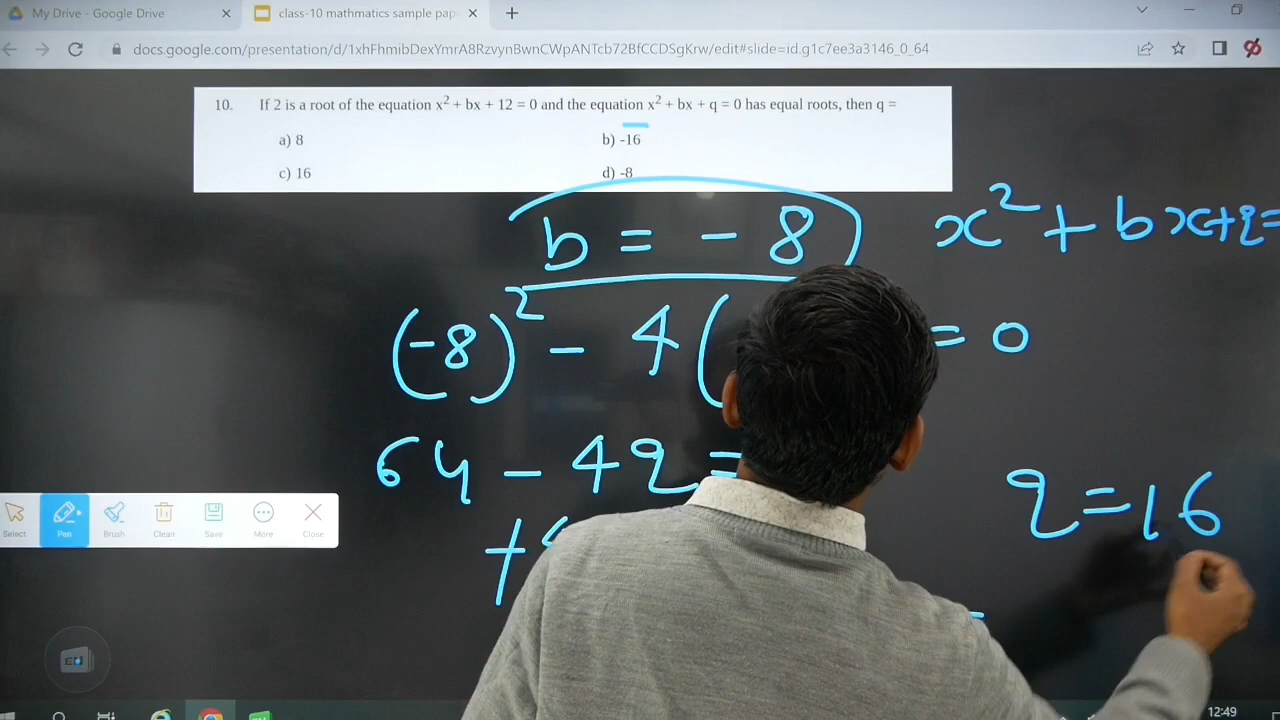 My Drive - Google Drive
class-10 mathmatics sample pap
docs.google.com/presentation/d/1xhFhmibDexYmrA8RzvynBwnCWpANTcb72BfCCDSgKrw/edit#slide=id.g1c7ee3a3146_0_64
10. If 2 is a root of the equation x² + bx + 12 = 0 and the equation x² + bx + q = 0 has equal roots, then q =
a) 8 b) -16
c) 16 d) -8
b = - 8 x² + bx+q=
(-8)² - 4( = 0
64 - 4q =
q=16
Select Pen Brush Clean Save More Close
12:49